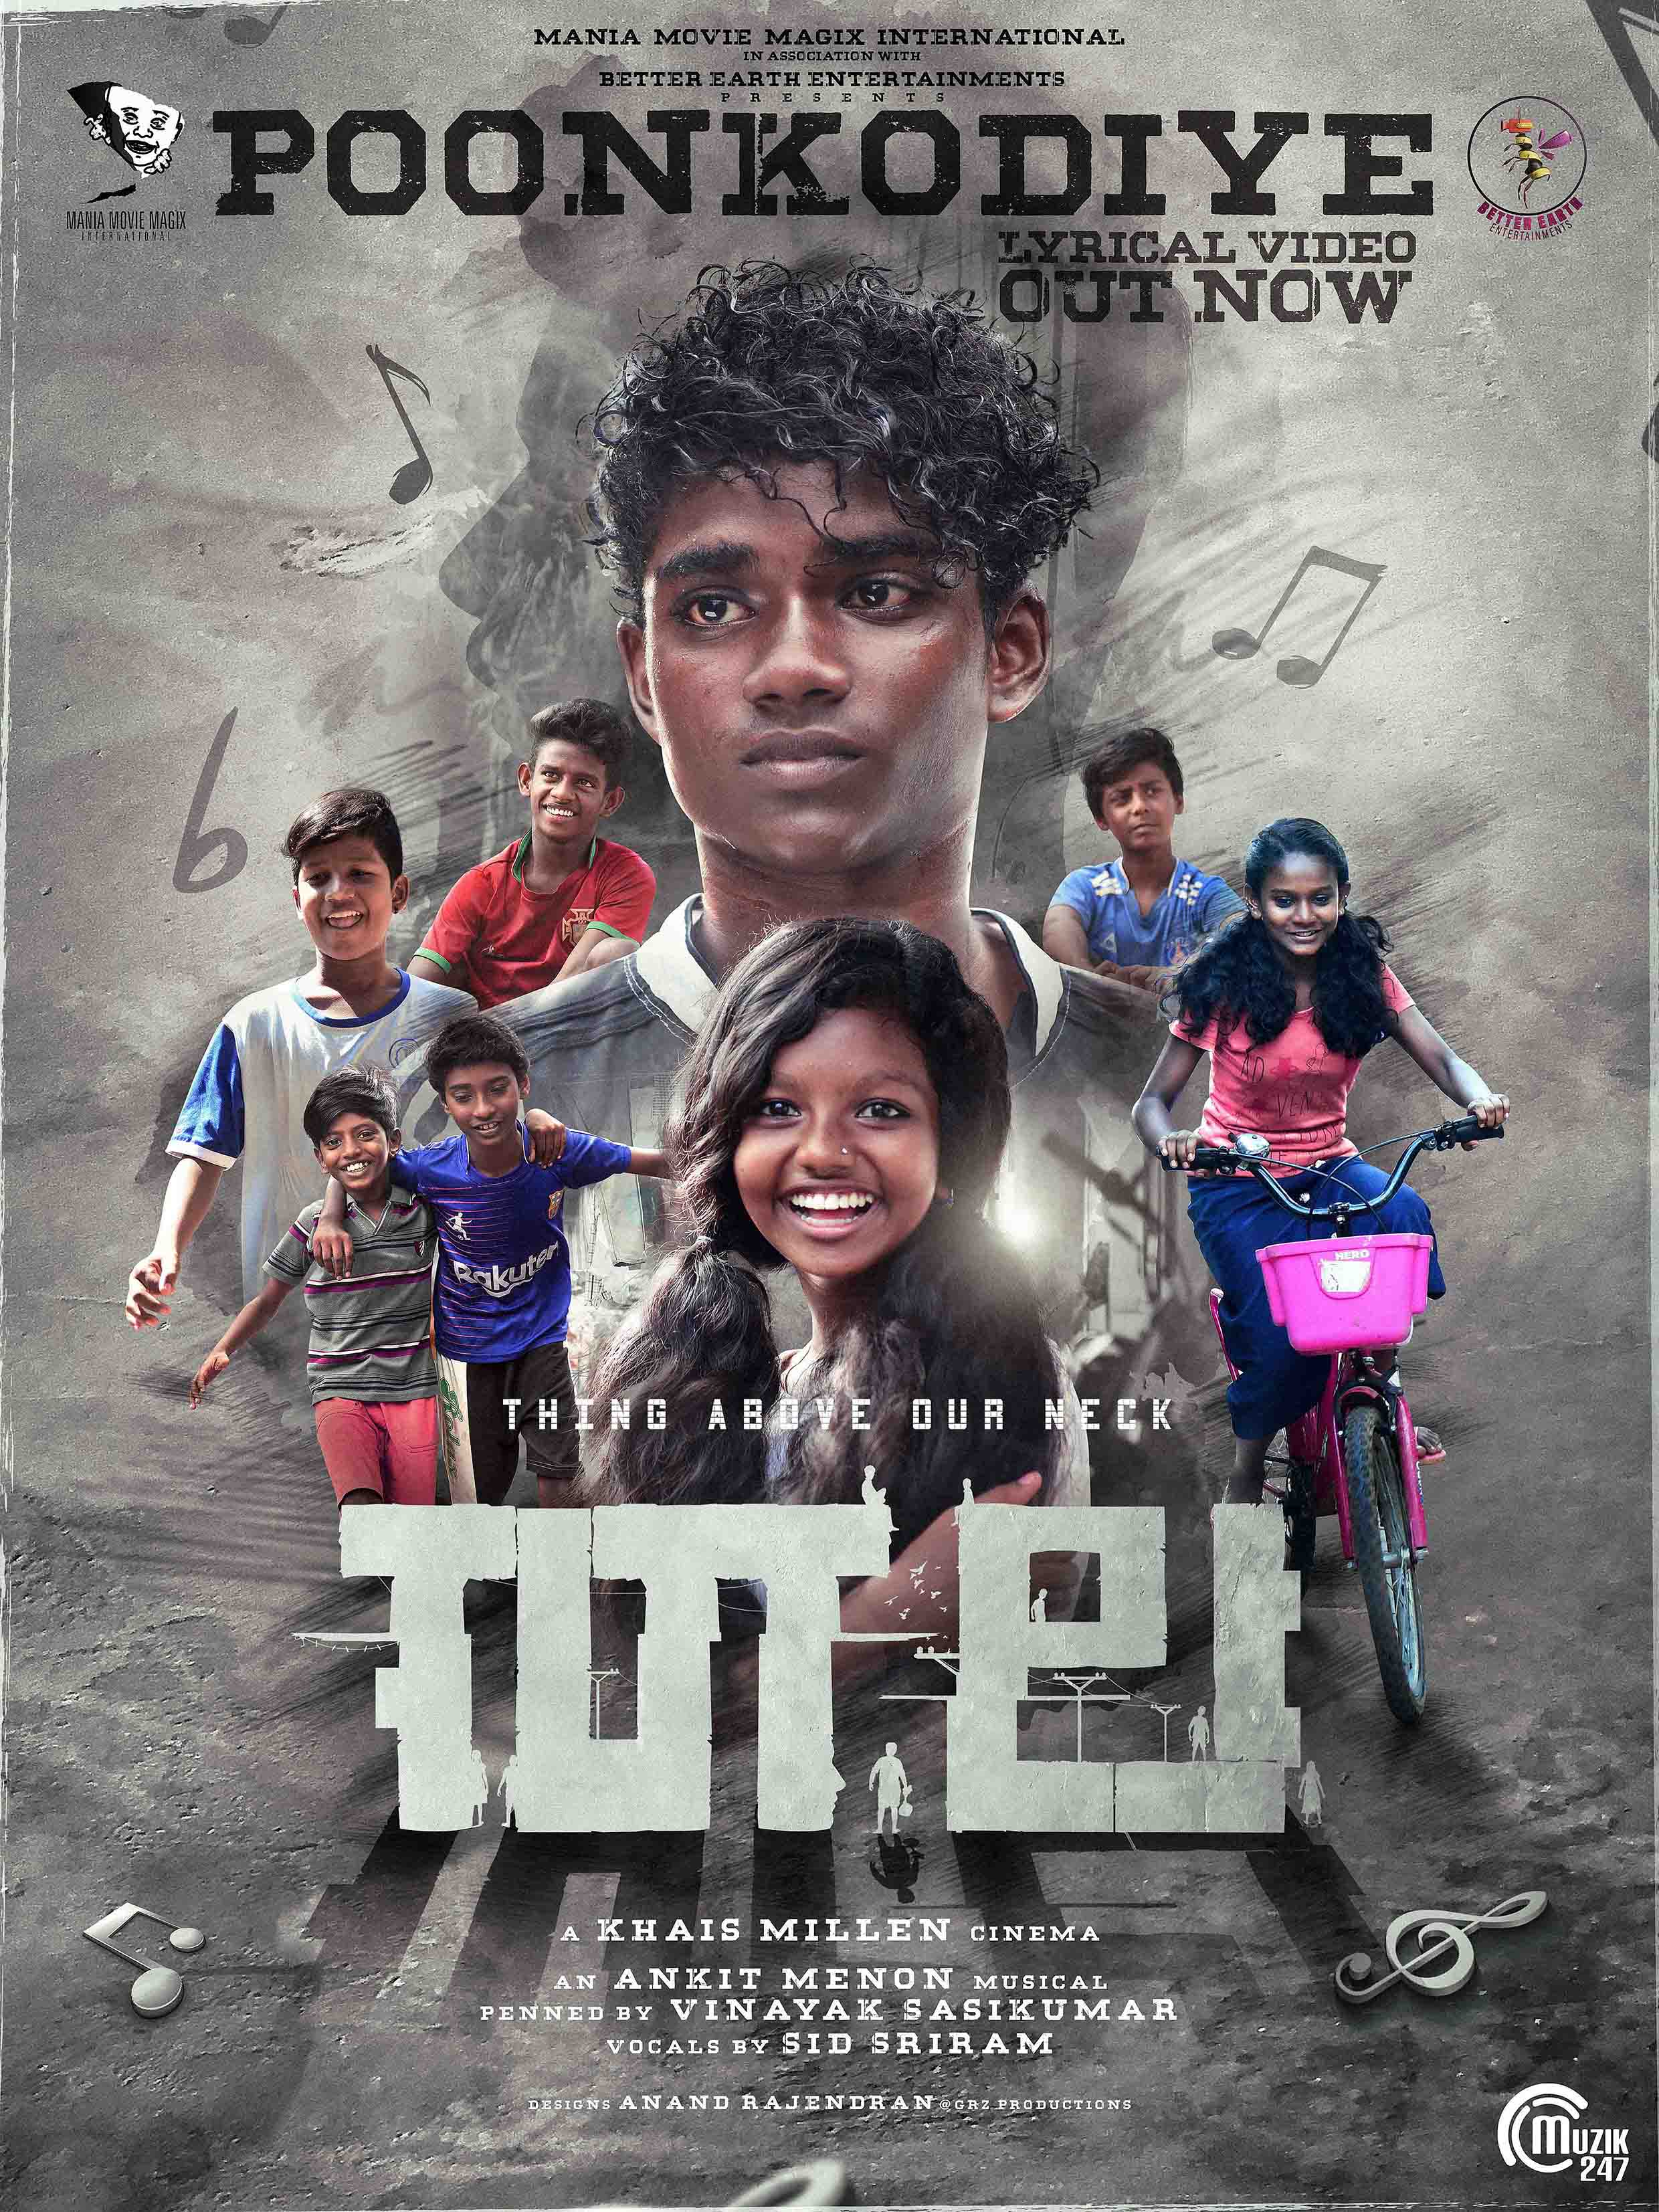 MANIA MOVIE MAGIX INTERNATIONAL
IN ASSOCIATION WITH
BETTER EARTH ENTERTAINMENTS
PRESENTS
POONKODIYE
MANIA MOVIE MAGIX
INTERNATIONAL
BETTER EARTH
ENTERTAINMENTS
LYRICAL VIDEO
OUT NOW
AD
VEN
Rakuten
HERO
THING ABOVE OUR NECK
തല
A KHAIS MILLEN CINEMA
AN ANKIT MENON MUSICAL
PENNED BY VINAYAK SASIKUMAR
VOCALS BY SID SRIRAM
DESIGNS ANAND RAJENDRAN@GRZ PRODUCTIONS
MUZIK
247